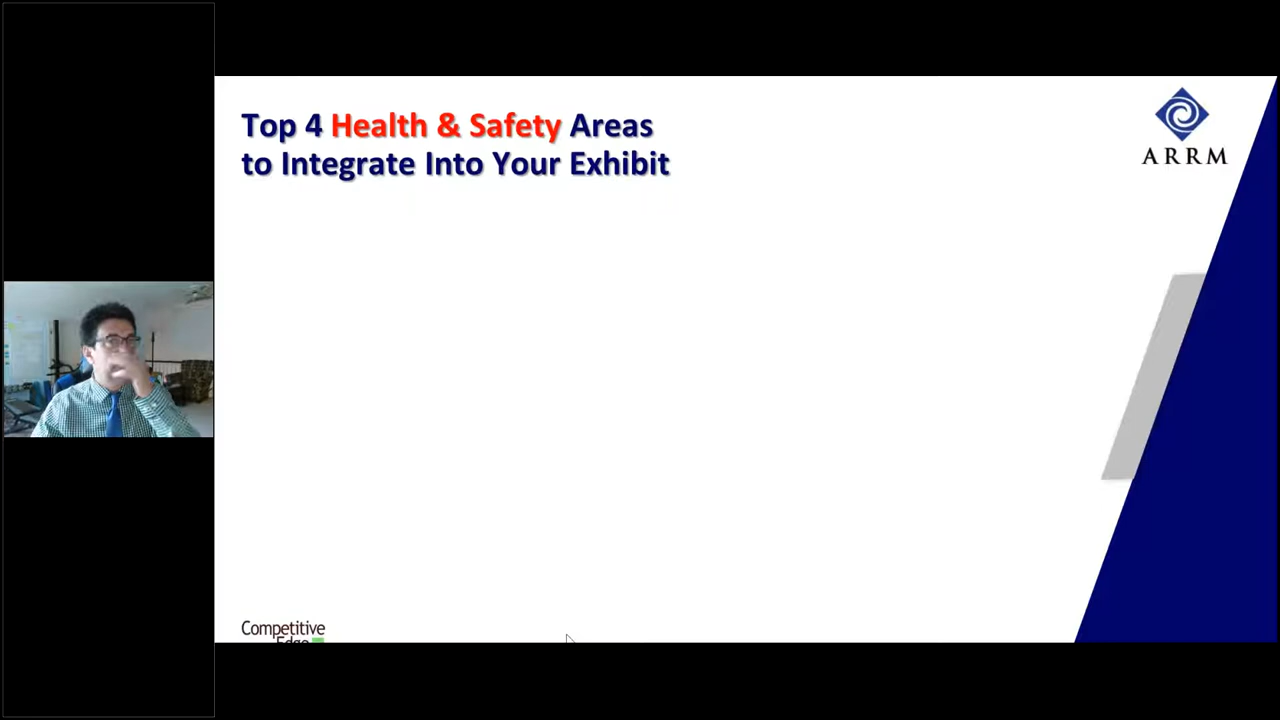 Top 4 Health & Safety Areas
to Integrate Into Your Exhibit
ARRM
Competitive
Edge